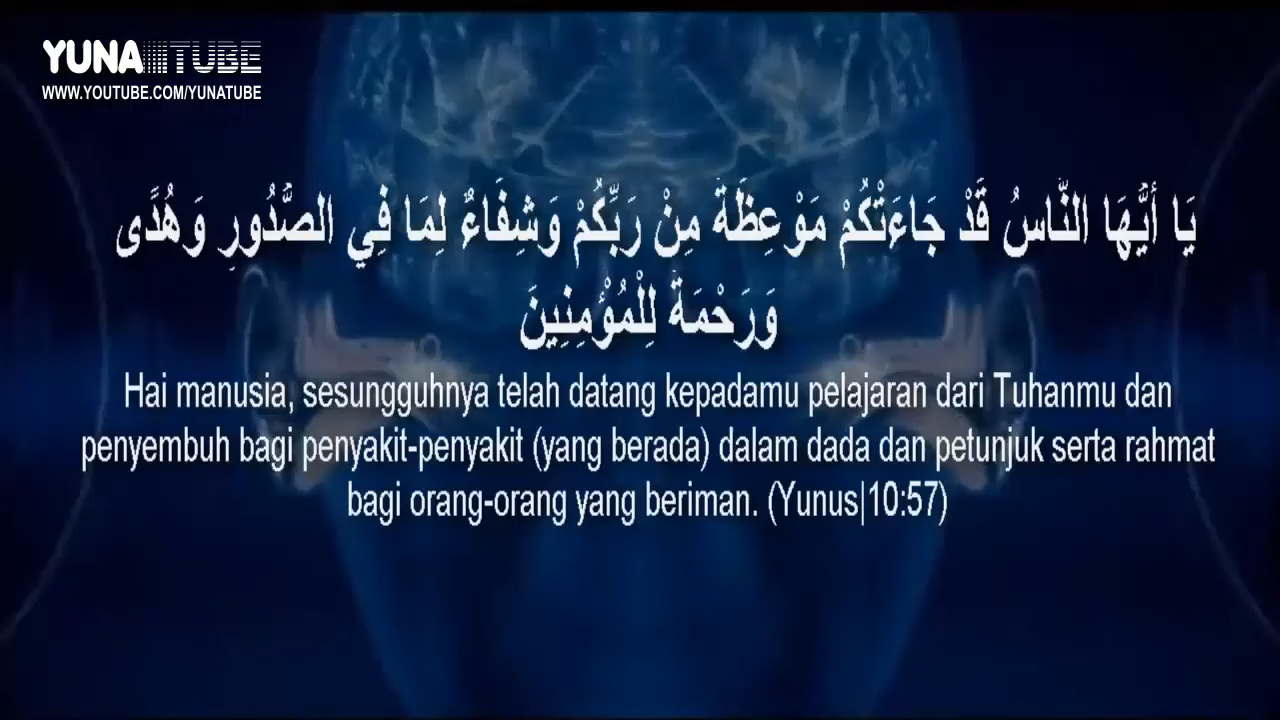 YUNATUBE
WWW.YOUTUBE.COM/YUNATUBE
يَا أَيُّهَا النَّاسُ قَدْ جَاءَتْكُمْ مَوْعِظَةٌ مِنْ رَبِّكُمْ وَشِفَاءٌ لِمَا فِي الصُّدُورِ وَهُدًى
وَرَحْمَةٌ لِلْمُؤْمِنِينَ
Hai manusia, sesungguhnya telah datang kepadamu pelajaran dari Tuhanmu dan
penyembuh bagi penyakit-penyakit (yang berada) dalam dada dan petunjuk serta rahmat
bagi orang-orang yang beriman. (Yunus|10:57)